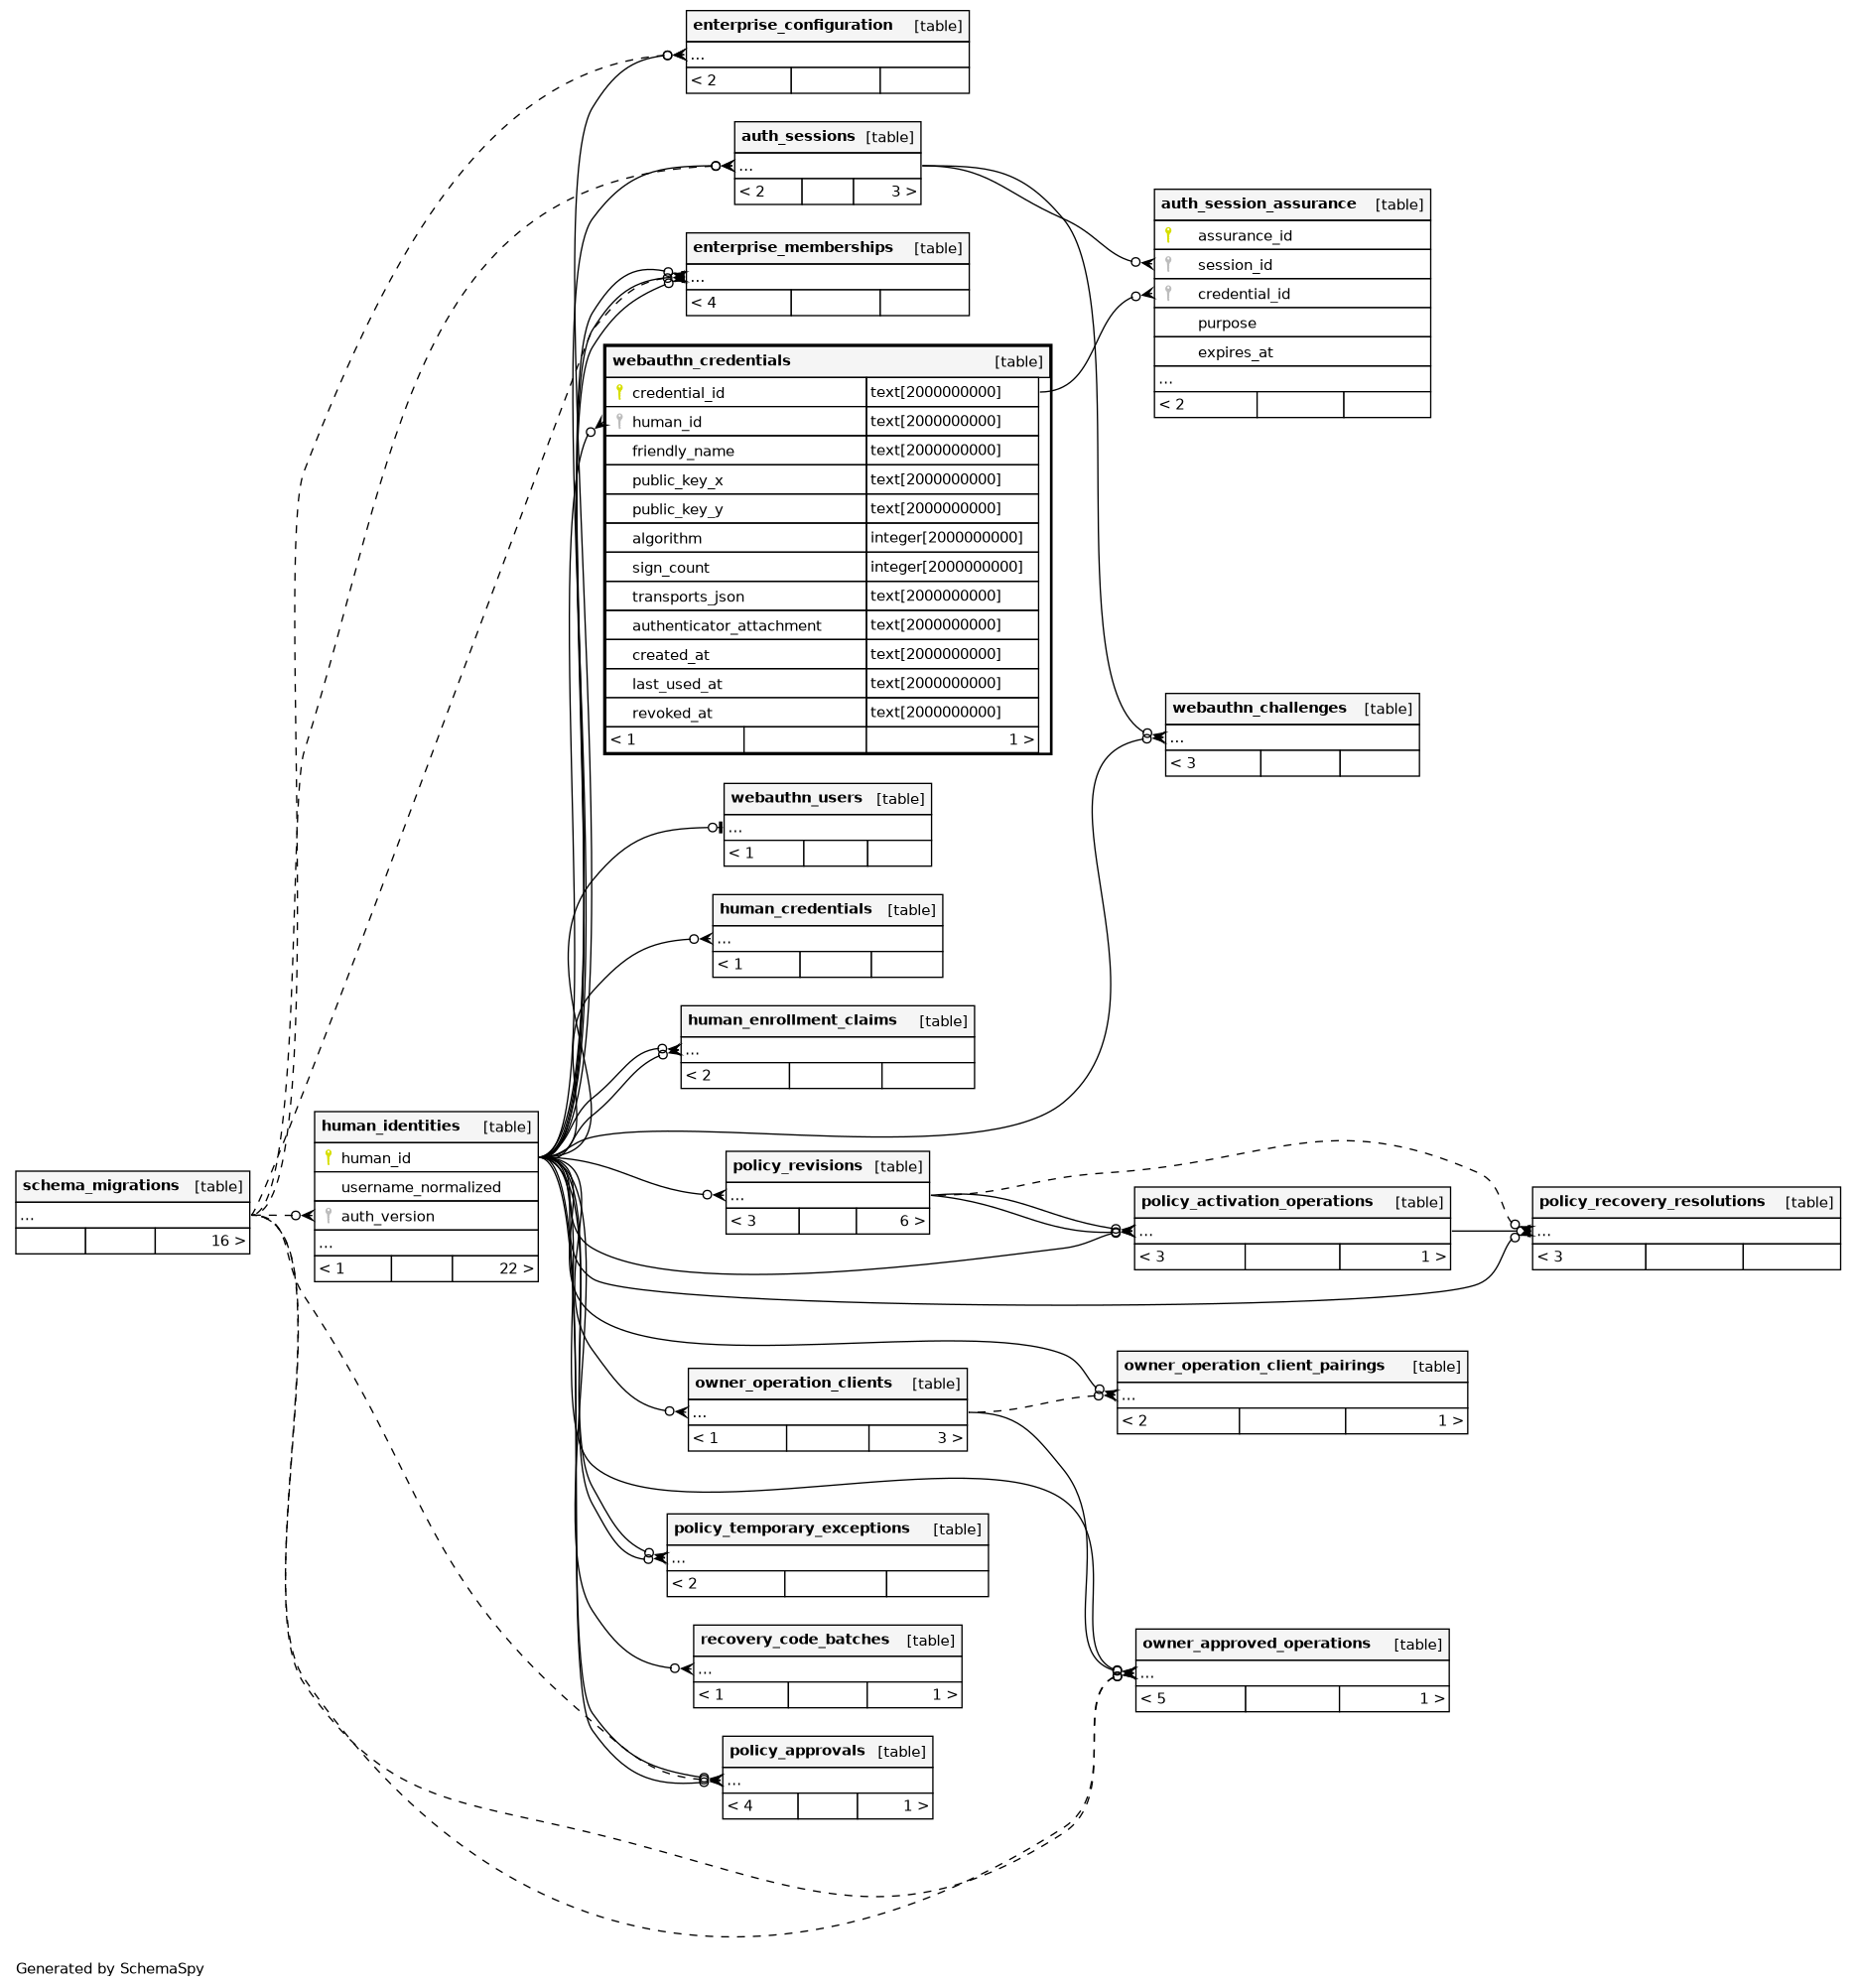 enterprise_configuration [table]
...
< 2
auth_sessions [table]
...
< 2 3 >
auth_session_assurance [table]
assurance_id
session_id
credential_id
purpose
expires_at
...
< 2
enterprise_memberships [table]
...
< 4
webauthn_credentials [table]
credential_id text[2000000000]
human_id text[2000000000]
friendly_name text[2000000000]
public_key_x text[2000000000]
public_key_y text[2000000000]
algorithm integer[2000000000]
sign_count integer[2000000000]
transports_json text[2000000000]
authenticator_attachment text[2000000000]
created_at text[2000000000]
last_used_at text[2000000000]
revoked_at text[2000000000]
< 1 1 >
webauthn_challenges [table]
...
< 3
webauthn_users [table]
...
< 1
human_credentials [table]
...
< 1
human_enrollment_claims [table]
...
< 2
human_identities [table]
human_id
username_normalized
auth_version
...
< 1 22 >
schema_migrations [table]
...
16 >
policy_revisions [table]
...
< 3 6 >
policy_activation_operations [table]
...
< 3 1 >
policy_recovery_resolutions [table]
...
< 3
owner_operation_client_pairings [table]
...
< 2 1 >
owner_operation_clients [table]
...
< 1 3 >
policy_temporary_exceptions [table]
...
< 2
recovery_code_batches [table]
...
< 1 1 >
owner_approved_operations [table]
...
< 5 1 >
policy_approvals [table]
...
< 4 1 >
Generated by SchemaSpy